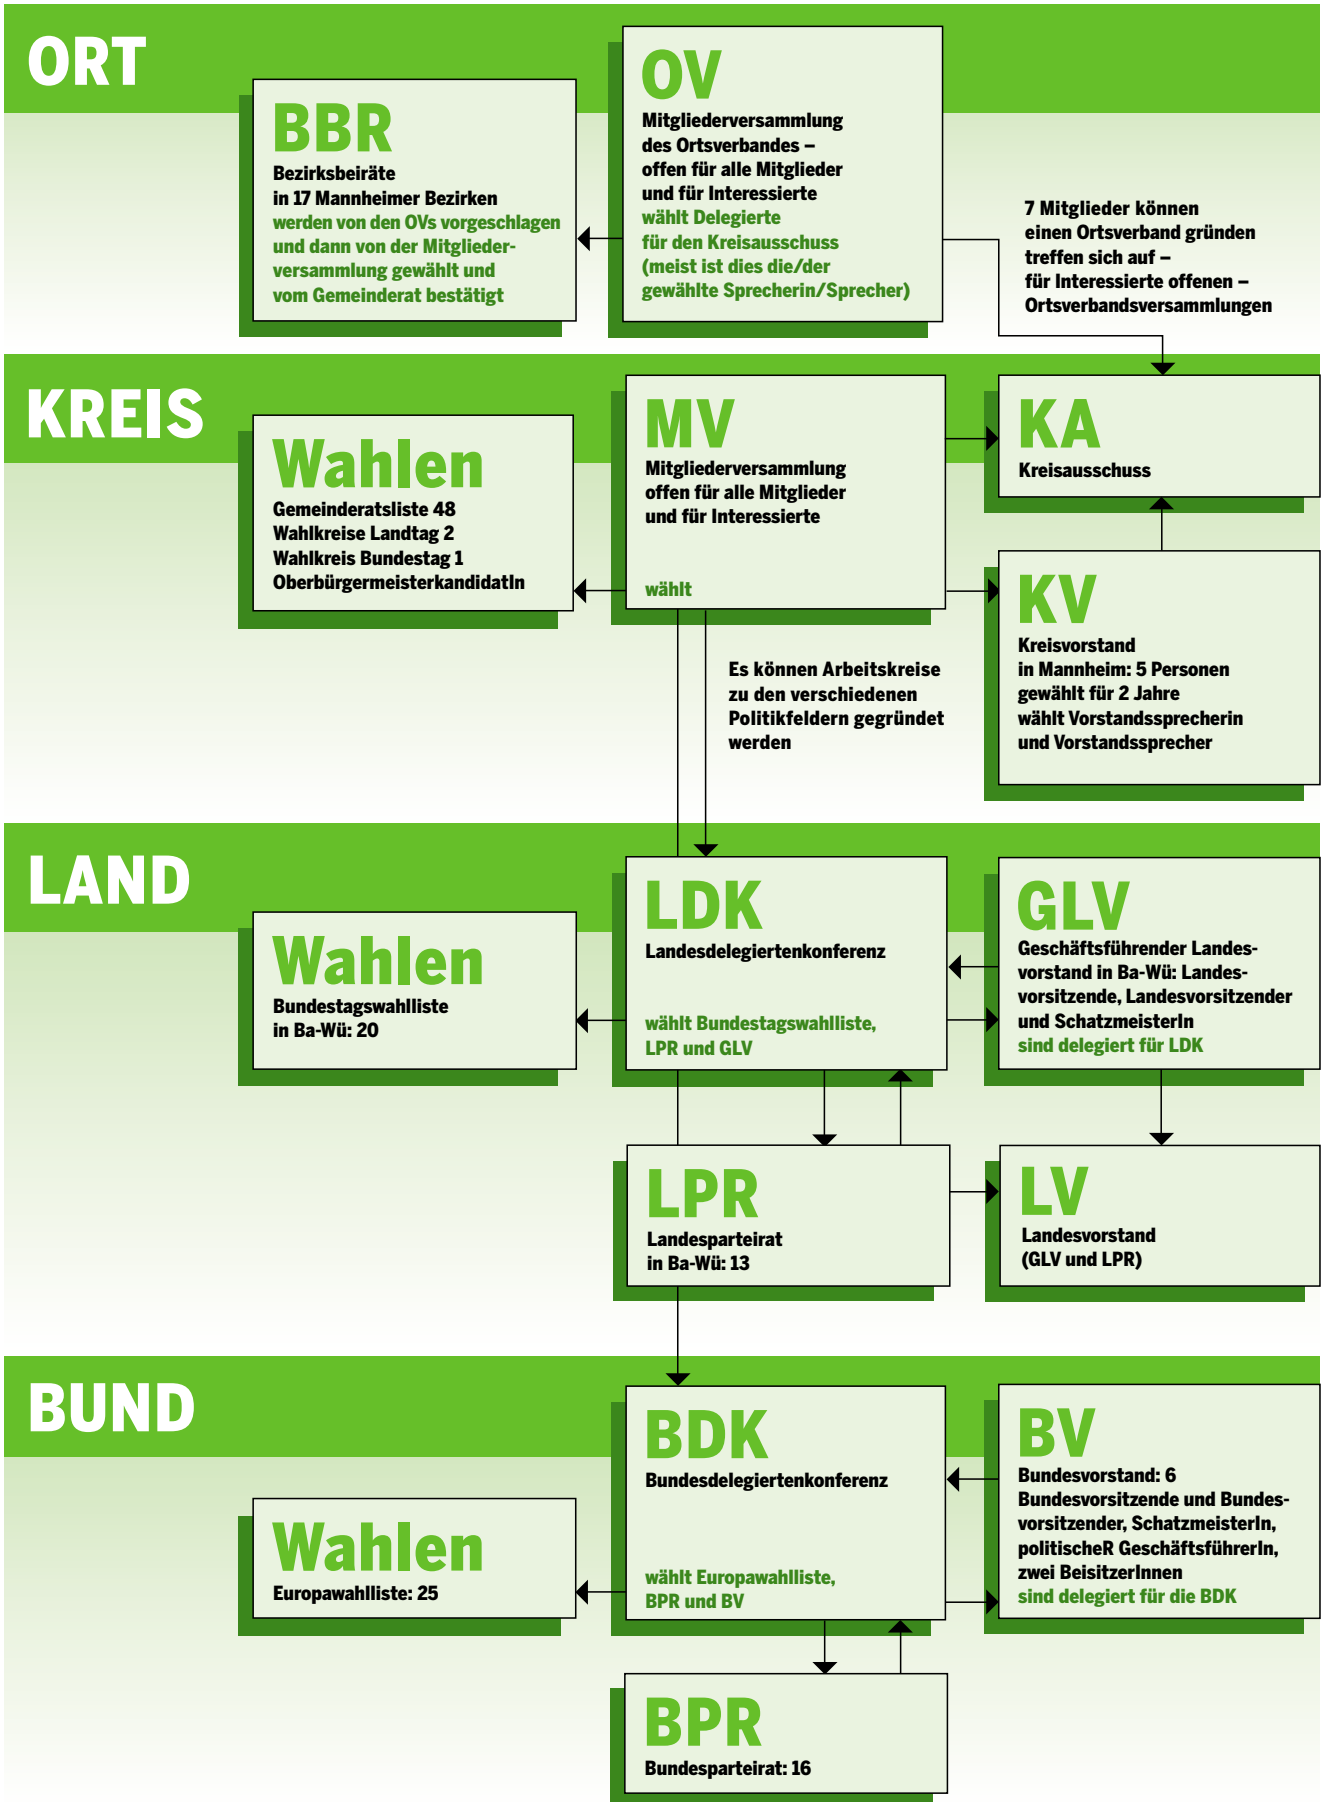 ORT
BBR
Bezirksbeiräte
in 17 Mannheimer Bezirken
werden von den OVs vorgeschlagen
und dann von der Mitglieder-
versammlung gewählt und
vom Gemeinderat bestätigt
OV
Mitgliederversammlung
des Ortsverbandes –
offen für alle Mitglieder
und für Interessierte
wählt Delegierte
für den Kreisausschuss
(meist ist dies die/der
gewählte Sprecherin/Sprecher)
7 Mitglieder können
einen Ortsverband gründen
treffen sich auf –
für Interessierte offenen –
Ortsverbandsversammlungen
KREIS
Wahlen
Gemeinderatsliste 48
Wahlkreise Landtag 2
Wahlkreis Bundestag 1
OberbürgermeisterkandidatIn
MV
Mitgliederversammlung
offen für alle Mitglieder
und für Interessierte
wählt
KA
Kreisausschuss
KV
Kreisvorstand
in Mannheim: 5 Personen
gewählt für 2 Jahre
wählt Vorstandssprecherin
und Vorstandssprecher
Es können Arbeitskreise
zu den verschiedenen
Politikfeldern gegründet
werden
LAND
Wahlen
Bundestagswahlliste
in Ba-Wü: 20
LDK
Landesdelegiertenkonferenz
wählt Bundestagswahlliste,
LPR und GLV
GLV
Geschäftsführender Landes-
vorstand in Ba-Wü: Landes-
vorsitzende, Landesvorsitzender
und SchatzmeisterIn
sind delegiert für LDK
LPR
Landesparteirat
in Ba-Wü: 13
LV
Landesvorstand
(GLV und LPR)
BUND
Wahlen
Europawahlliste: 25
BDK
Bundesdelegiertenkonferenz
wählt Europawahlliste,
BPR und BV
BV
Bundesvorstand: 6
Bundesvorsitzende und Bundes-
vorsitzender, SchatzmeisterIn,
politischeR GeschäftsführerIn,
zwei BeisitzerInnen
sind delegiert für die BDK
BPR
Bundesparteirat: 16